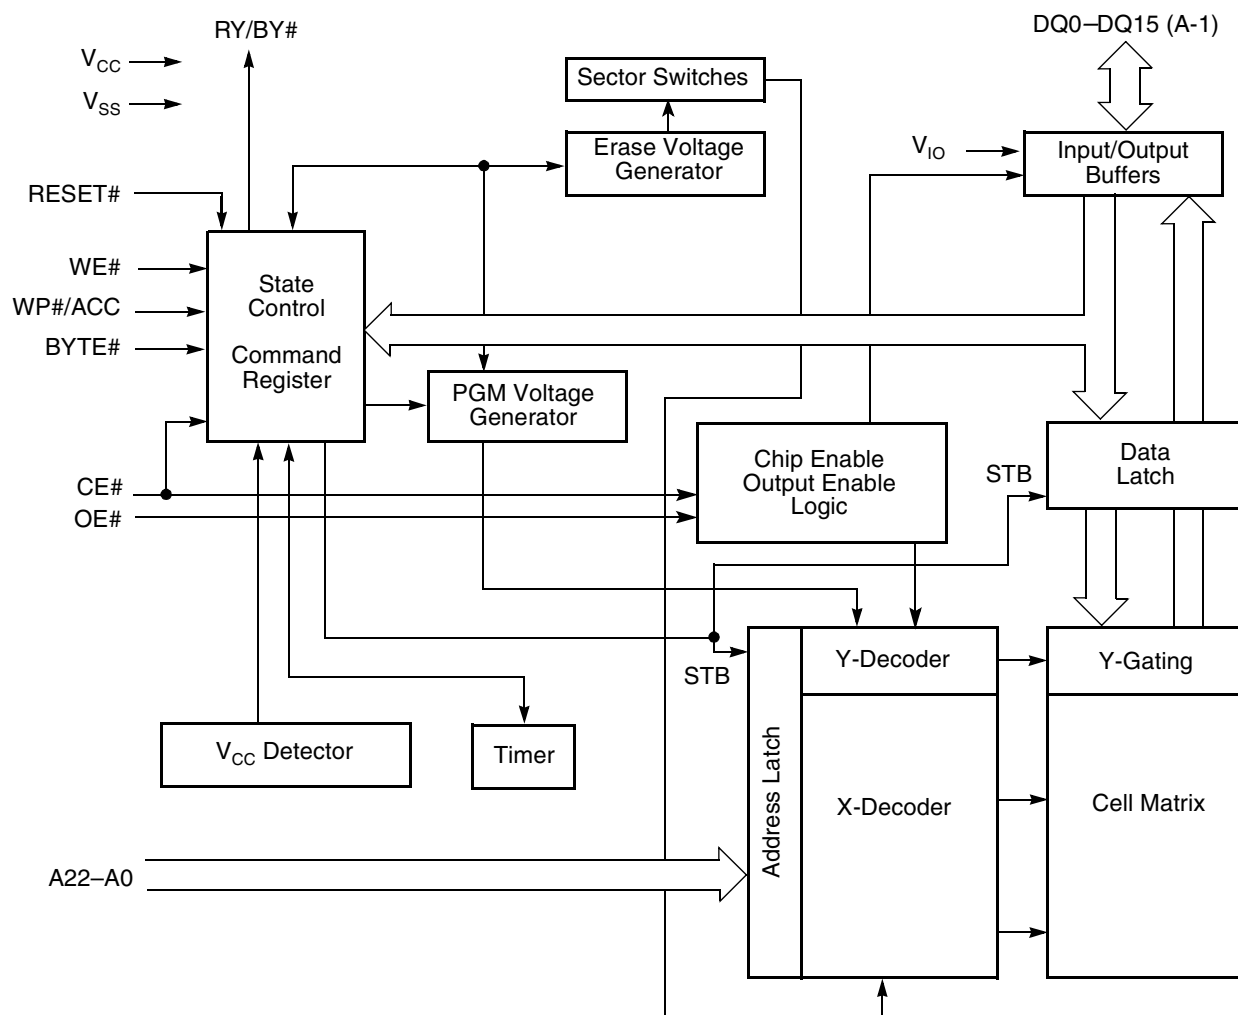 RY/BY#
DQ0–DQ15 (A-1)
VCC
VSS
Sector Switches
Erase Voltage
Generator
VIO
Input/Output
Buffers
RESET#
WE#
WP#/ACC
BYTE#
State
Control
Command
Register
PGM Voltage
Generator
CE#
OE#
Chip Enable
Output Enable
Logic
STB
Data
Latch
STB
Y-Decoder
Y-Gating
VCC Detector
Timer
Address Latch
X-Decoder
Cell Matrix
A22–A0